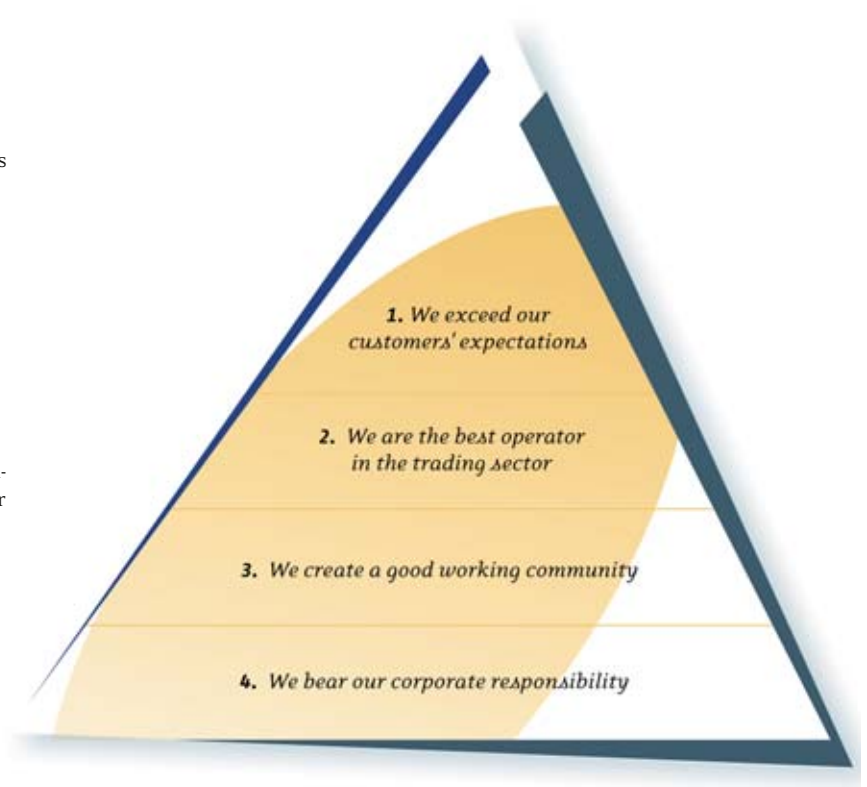 s
1. We exceed our
customers' expectations
2. We are the best operator
in the trading sector
-
r
3. We create a good working community
4. We bear our corporate responsibility